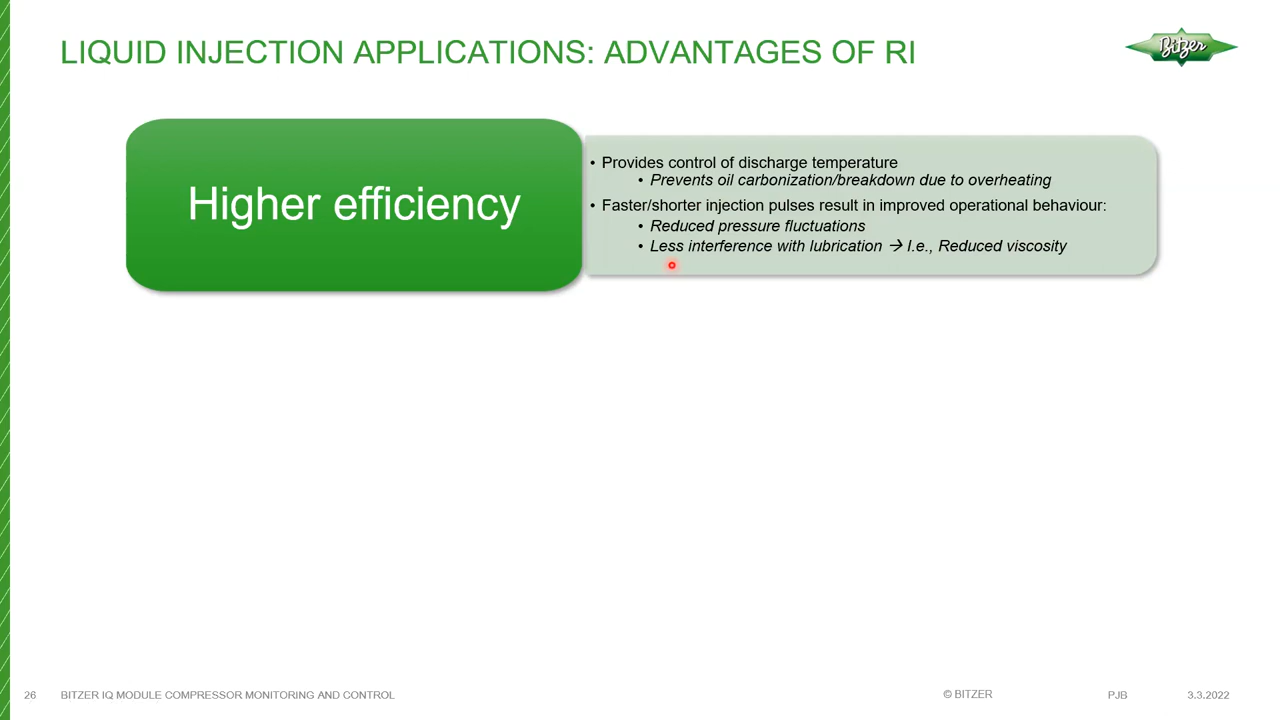 LIQUID INJECTION APPLICATIONS: ADVANTAGES OF RI
Bitzer
Higher efficiency
• Provides control of discharge temperature
• Prevents oil carbonization/breakdown due to overheating
• Faster/shorter injection pulses result in improved operational behaviour:
• Reduced pressure fluctuations
• Less interference with lubrication → I.e., Reduced viscosity
26 BITZER IQ MODULE COMPRESSOR MONITORING AND CONTROL © BITZER PJB 3.3.2022